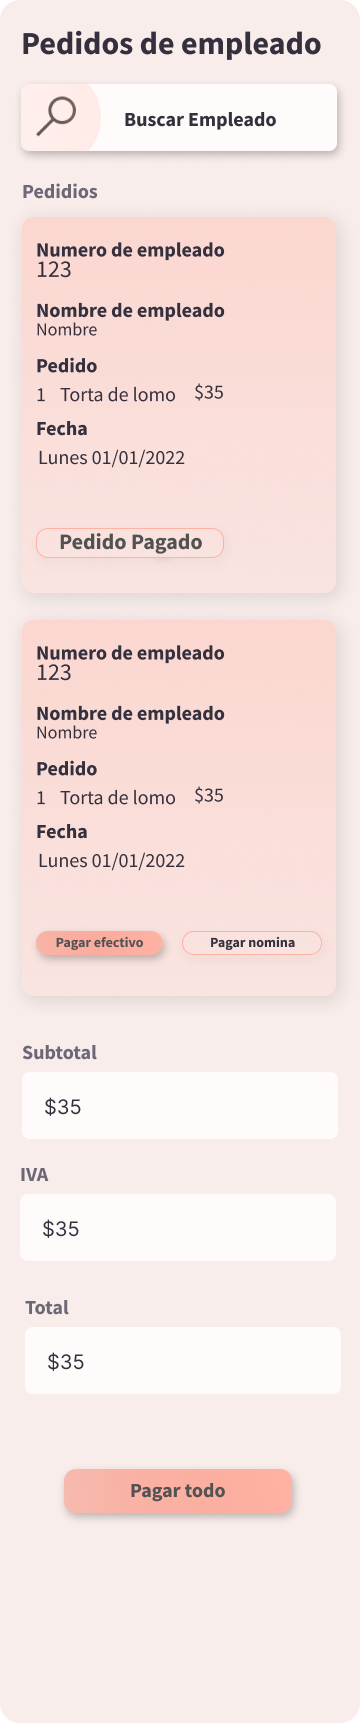 Pedidos de empleado
Buscar Empleado
Pedidios
Numero de empleado
123
Nombre de empleado
Nombre
Pedido
1 Torta de lomo $35
Fecha
Lunes 01/01/2022
Pedido Pagado
Numero de empleado
123
Nombre de empleado
Nombre
Pedido
1 Torta de lomo $35
Fecha
Lunes 01/01/2022
Pagar efectivo Pagar nomina
Subtotal
$35
IVA
$35
Total
$35
Pagar todo